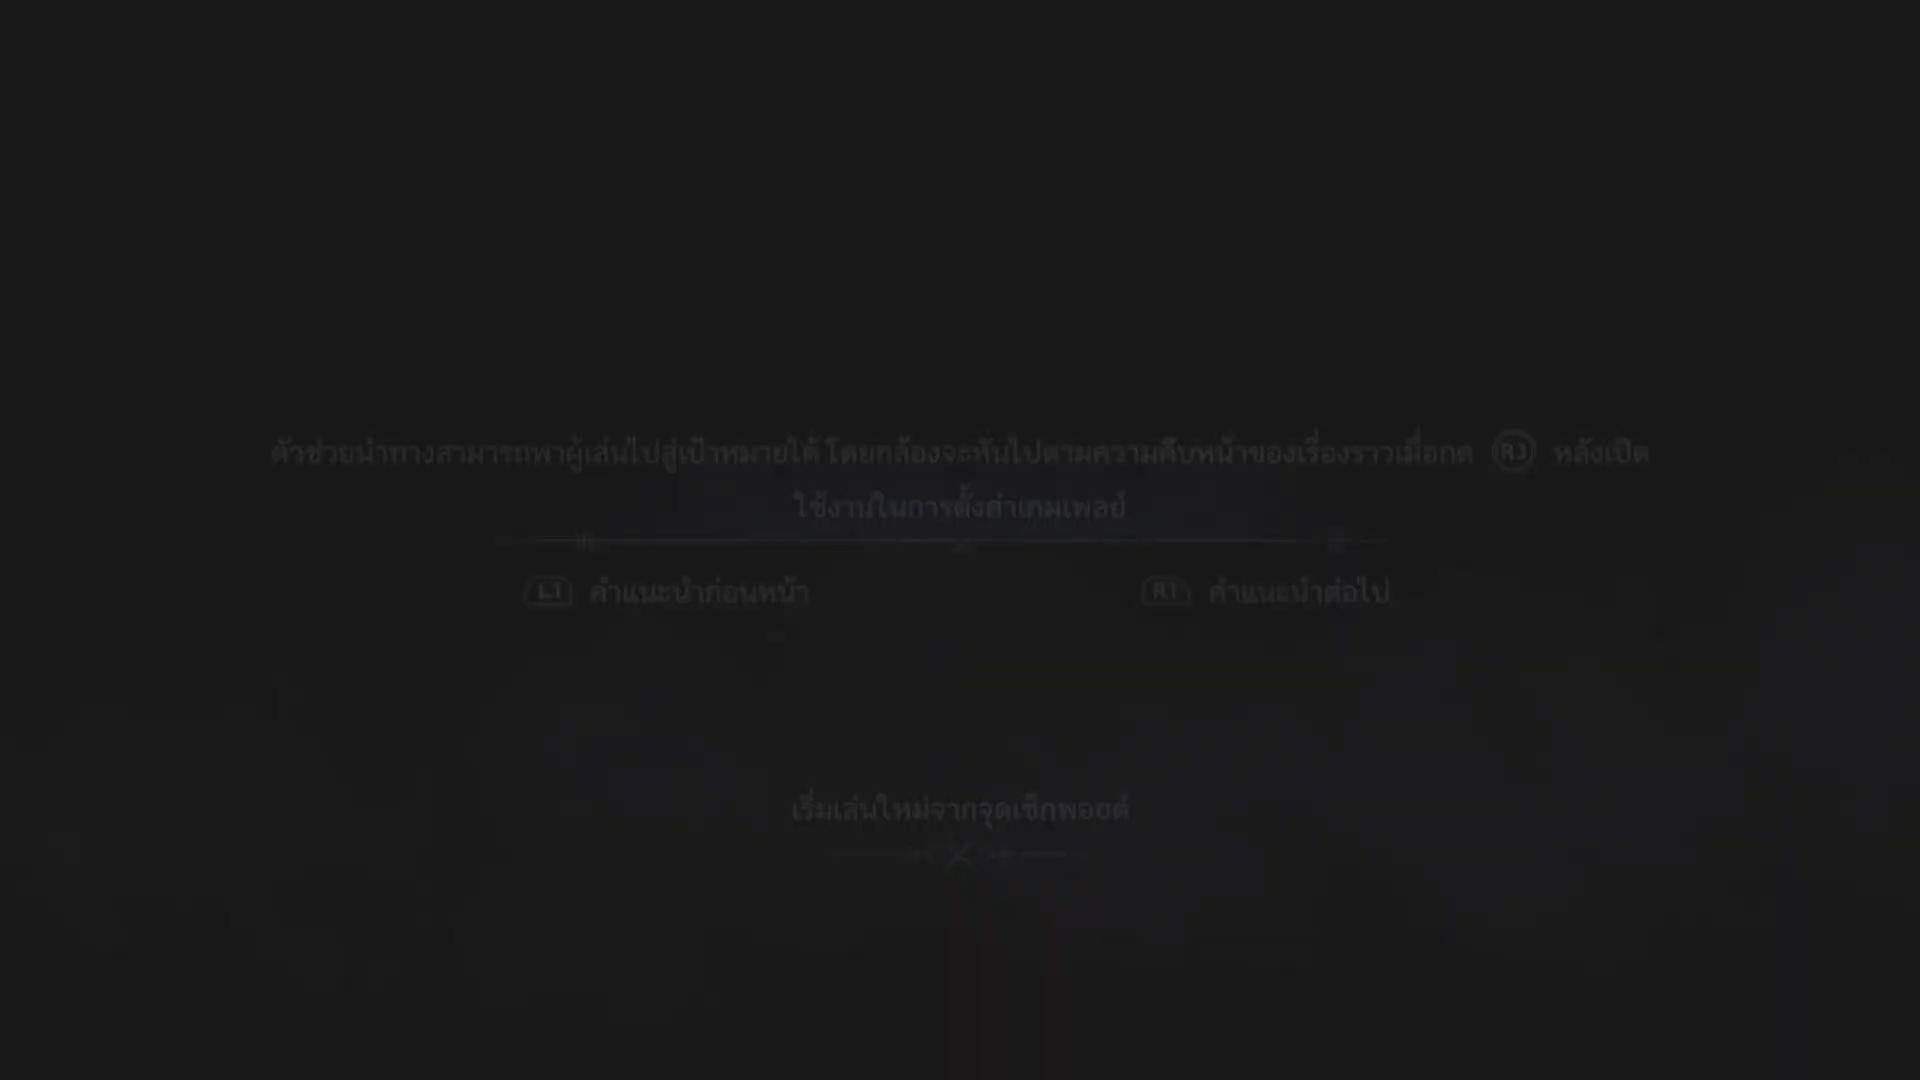 ตัวช่วยนำทางสามารถพาผู้เล่นไปสู่เป้าหมายได้ โดยกล้องจะหันไปตามความคืบหน้าของเรื่องราวเมื่อกด R3 หลังเปิด
ใช้งานในการตั้งค่าเกมเพลย์
L1 คำแนะนำก่อนหน้า
R1 คำแนะนำต่อไป
เริ่มเล่นใหม่จากจุดเช็กพอยต์